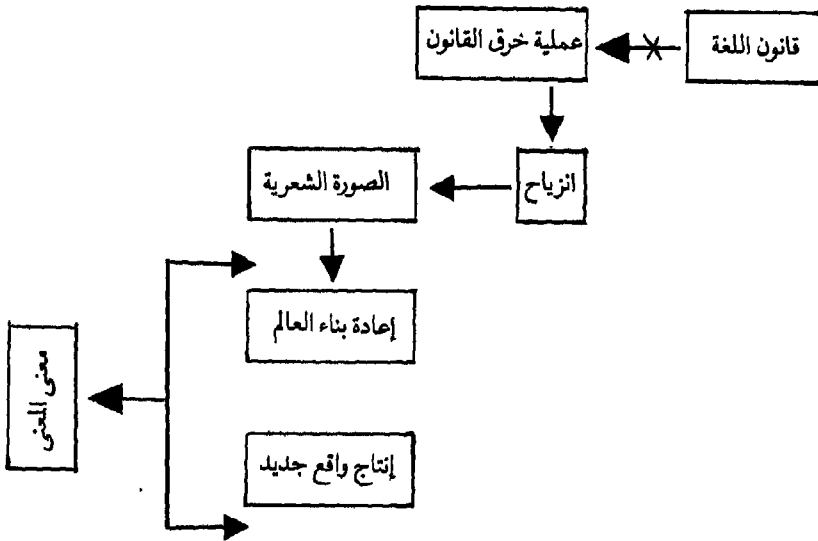 قانون اللغة
عملية خرق القانون
انزياح
الصورة الشعرية
إعادة بناء العالم
إنتاج واقع جديد
معنى المعنى